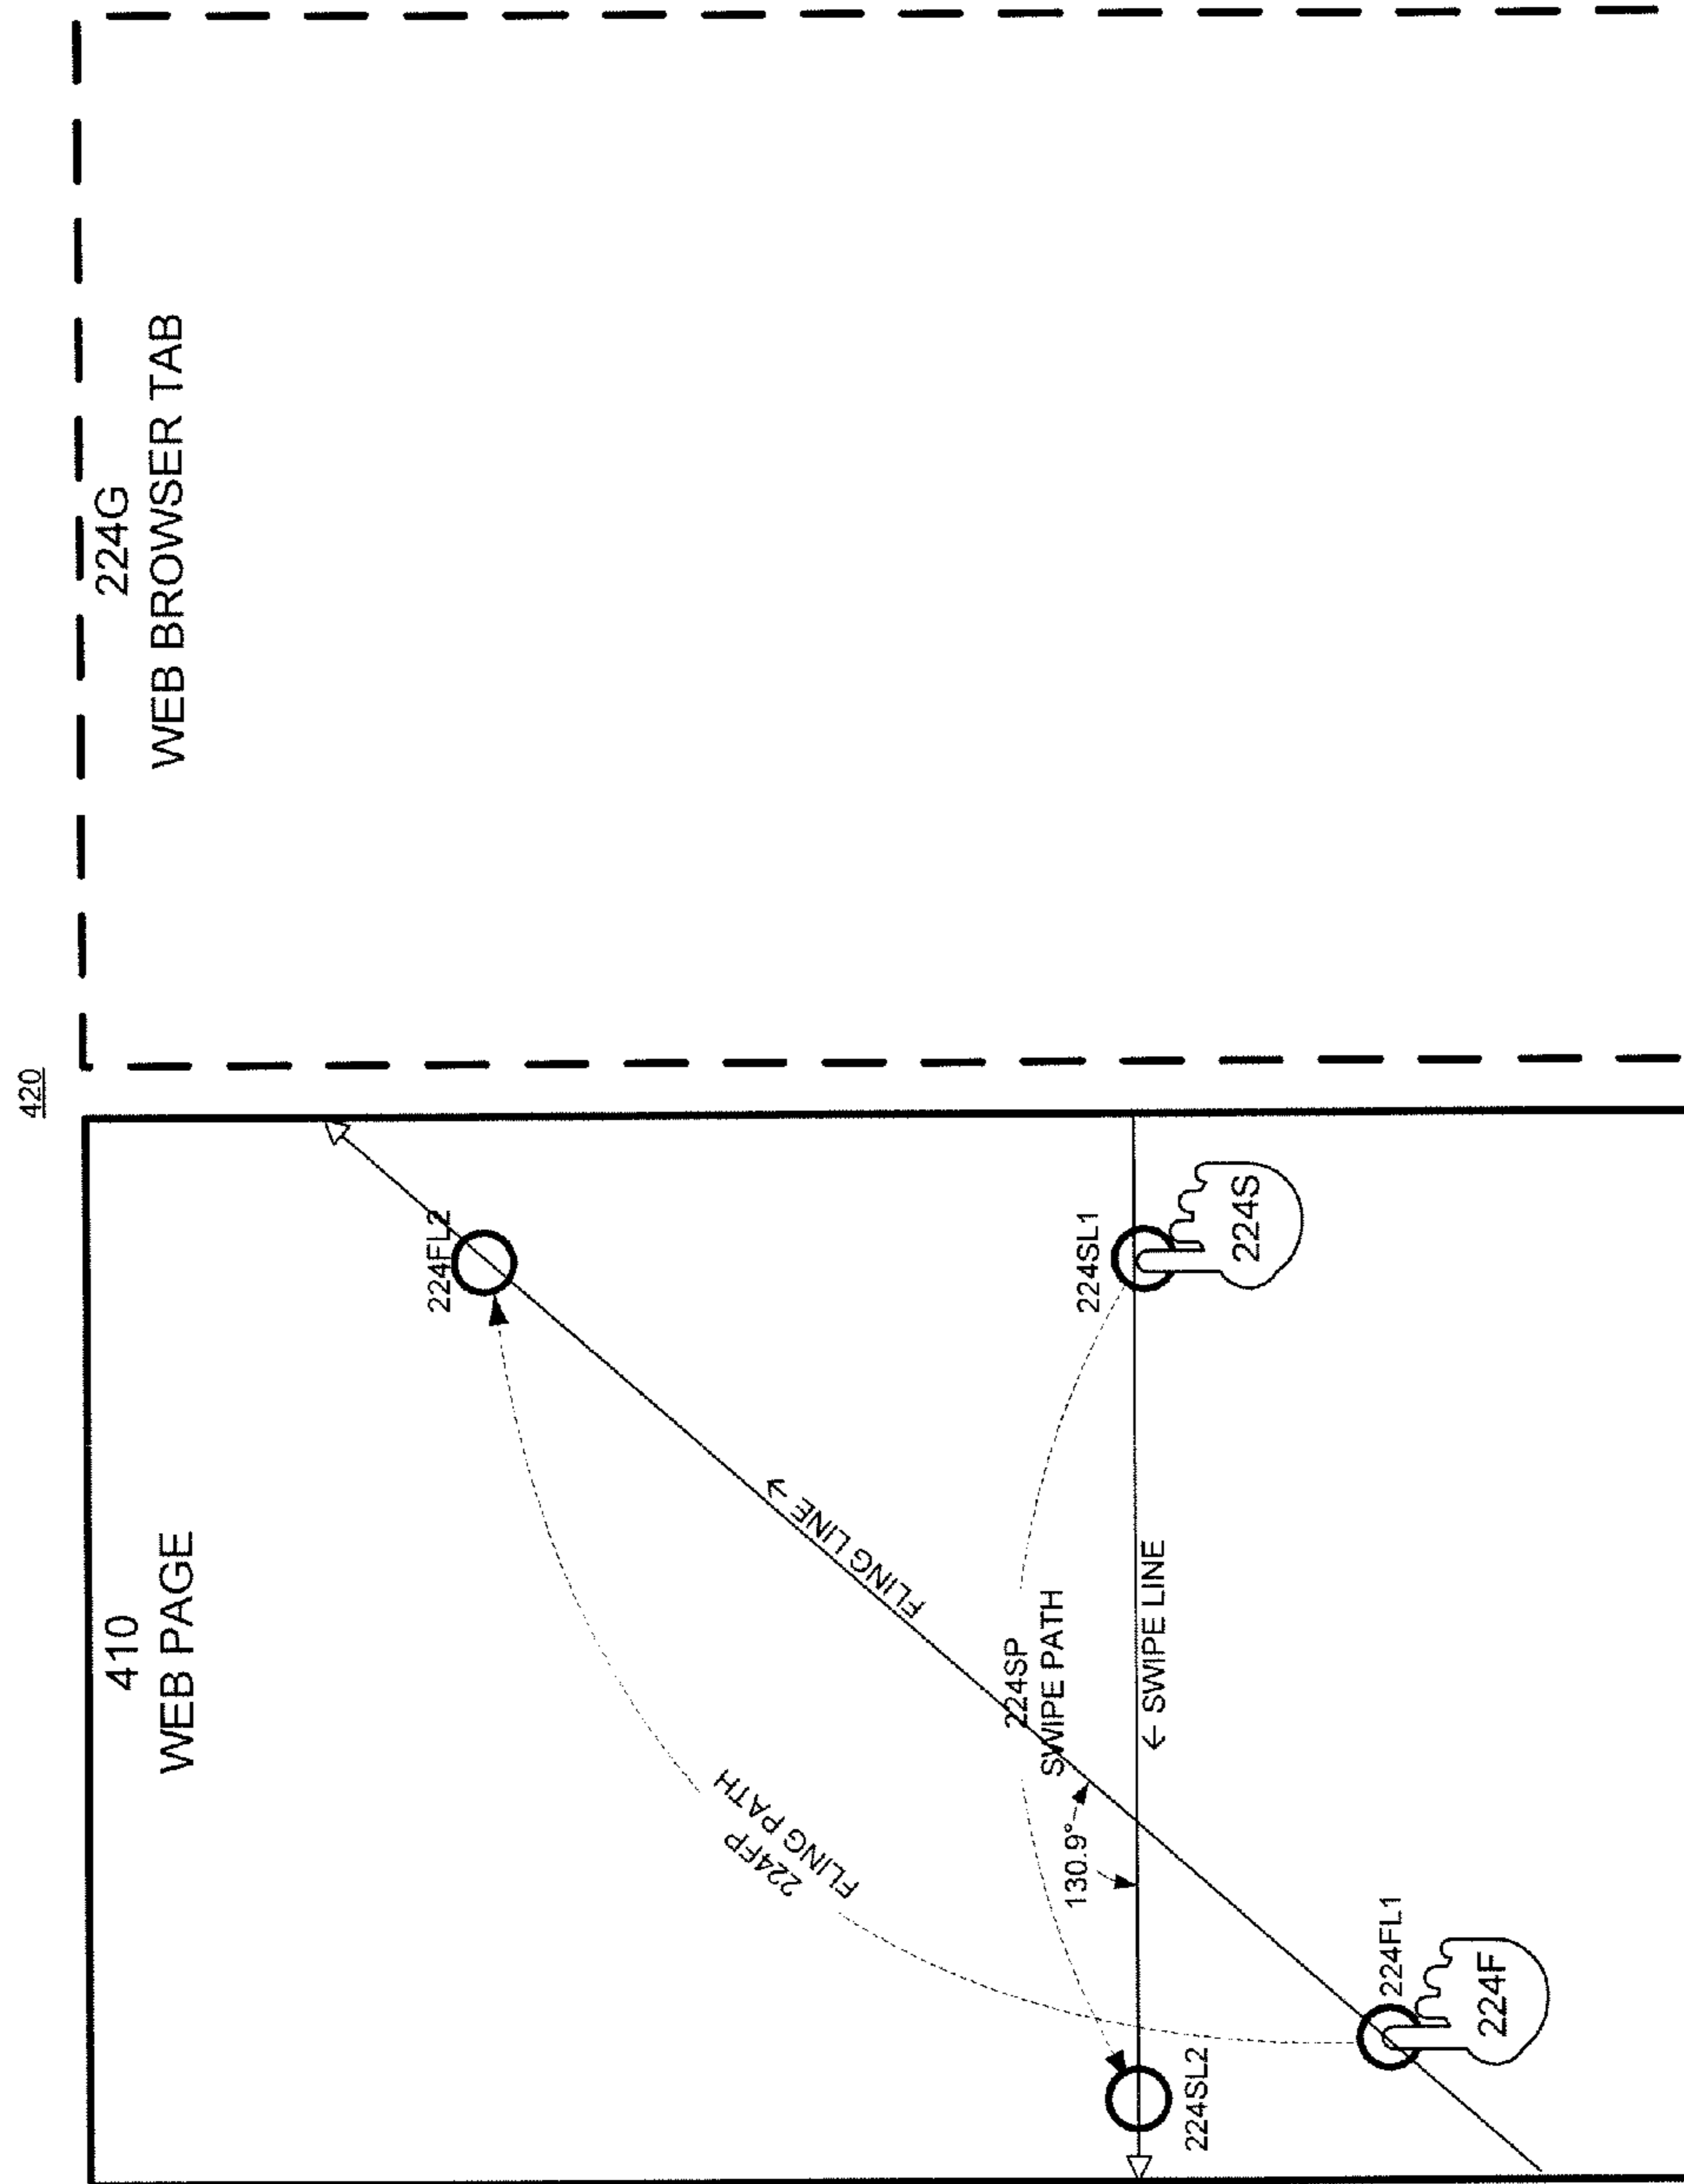 420
410
WEB PAGE
224G
WEB BROWSER TAB
224FL2
224FP
FLING PATH
FLING LINE →
224SP
SWIPE PATH
130.9°
224SL1
← SWIPE LINE
224SL2
224S
224FL1
224F